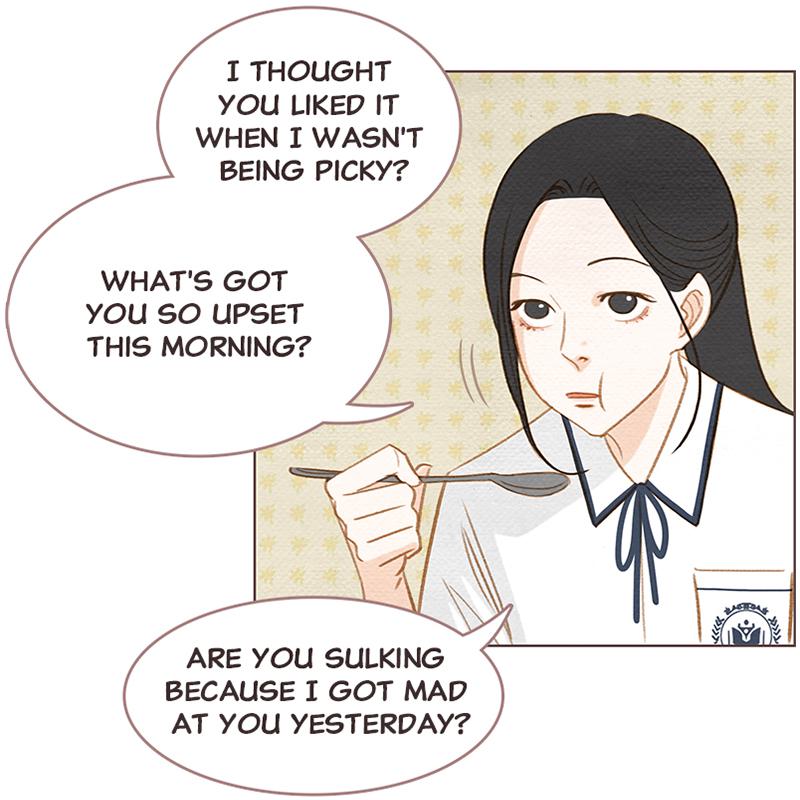 I THOUGHT
YOU LIKED IT
WHEN I WASN'T
BEING PICKY?
WHAT'S GOT
YOU SO UPSET
THIS MORNING?
ARE YOU SULKING
BECAUSE I GOT MAD
AT YOU YESTERDAY?